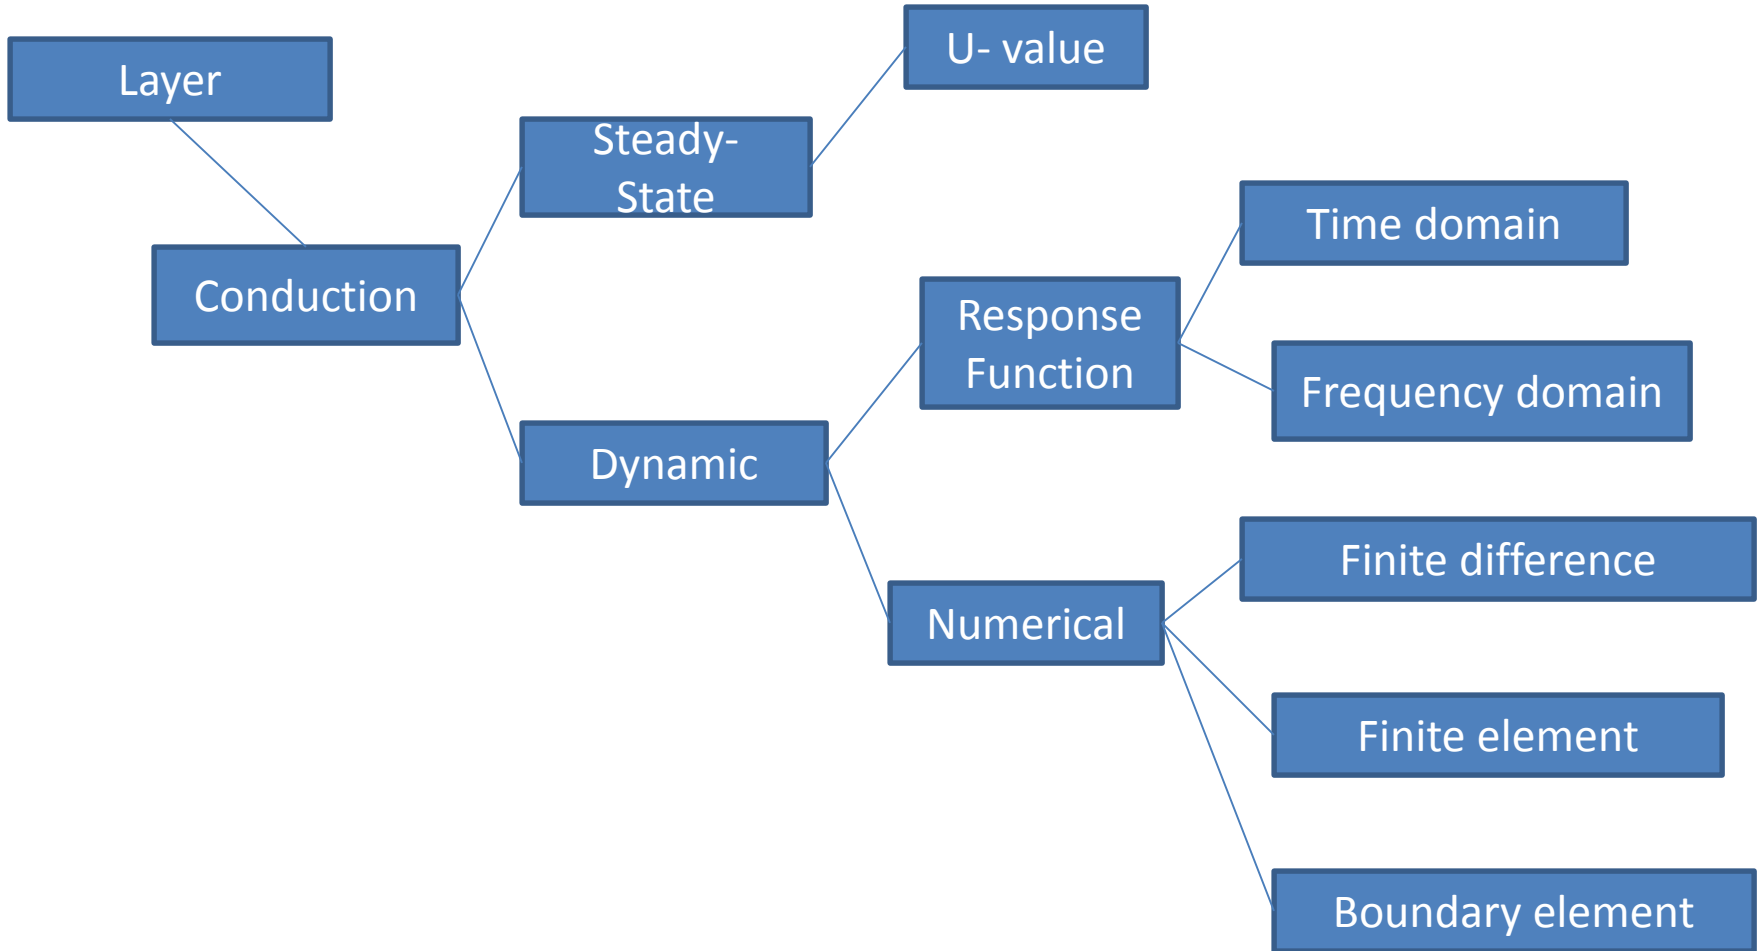 Layer
U- value
Steady-
State
Time domain
Conduction
Response
Function
Frequency domain
Dynamic
Finite difference
Numerical
Finite element
Boundary element